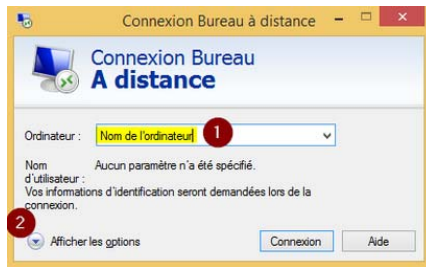 Connexion Bureau à distance
Connexion Bureau
A distance
Ordinateur : Nom de l'ordinateur 1
Nom Aucun paramètre n'a été spécifié.
d'utilisateur :
Vos informations d'identification seront demandées lors de la
connexion.
2
Afficher les options Connexion Aide